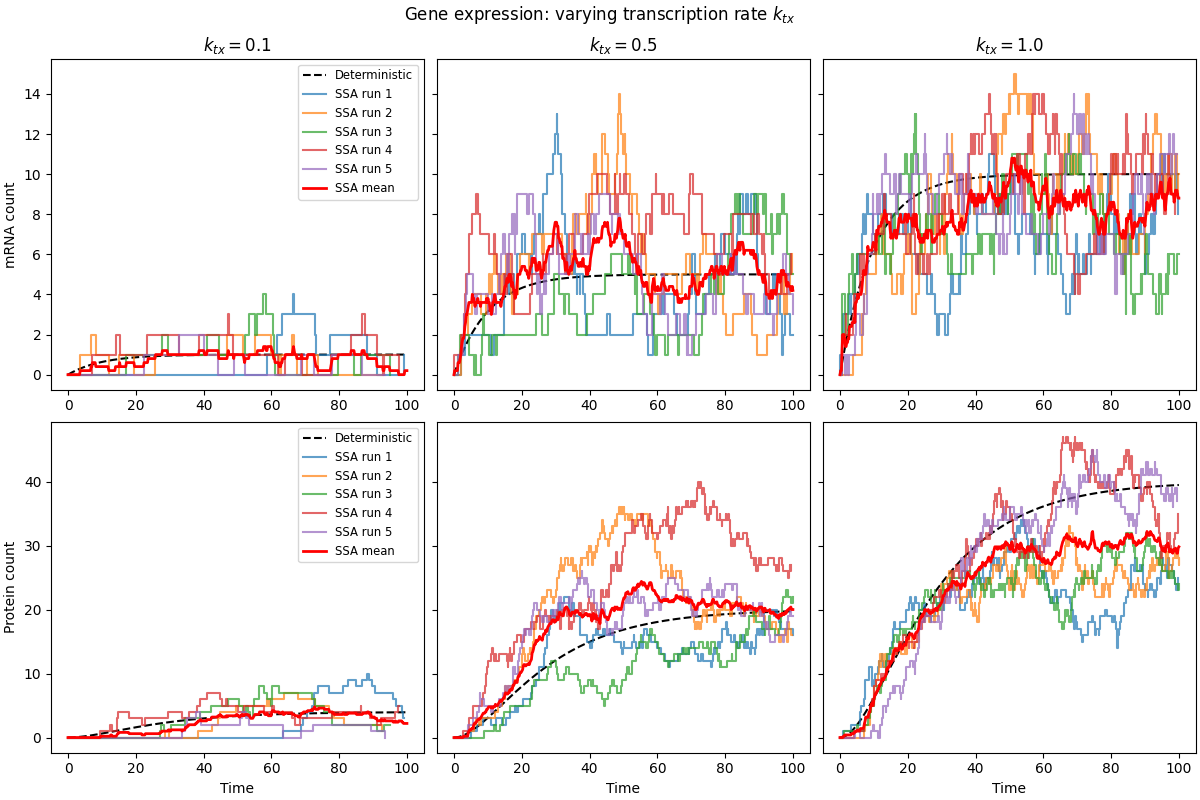 Gene expression: varying transcription rate k_tx
k_tx = 0.1
k_tx = 0.5
k_tx = 1.0
mRNA count
14
12
10
8
6
4
2
0
Deterministic
SSA run 1
SSA run 2
SSA run 3
SSA run 4
SSA run 5
SSA mean
0 20 40 60 80 100
0 20 40 60 80 100
0 20 40 60 80 100
Protein count
40
30
20
10
0
Deterministic
SSA run 1
SSA run 2
SSA run 3
SSA run 4
SSA run 5
SSA mean
0 20 40 60 80 100
0 20 40 60 80 100
0 20 40 60 80 100
Time
Time
Time